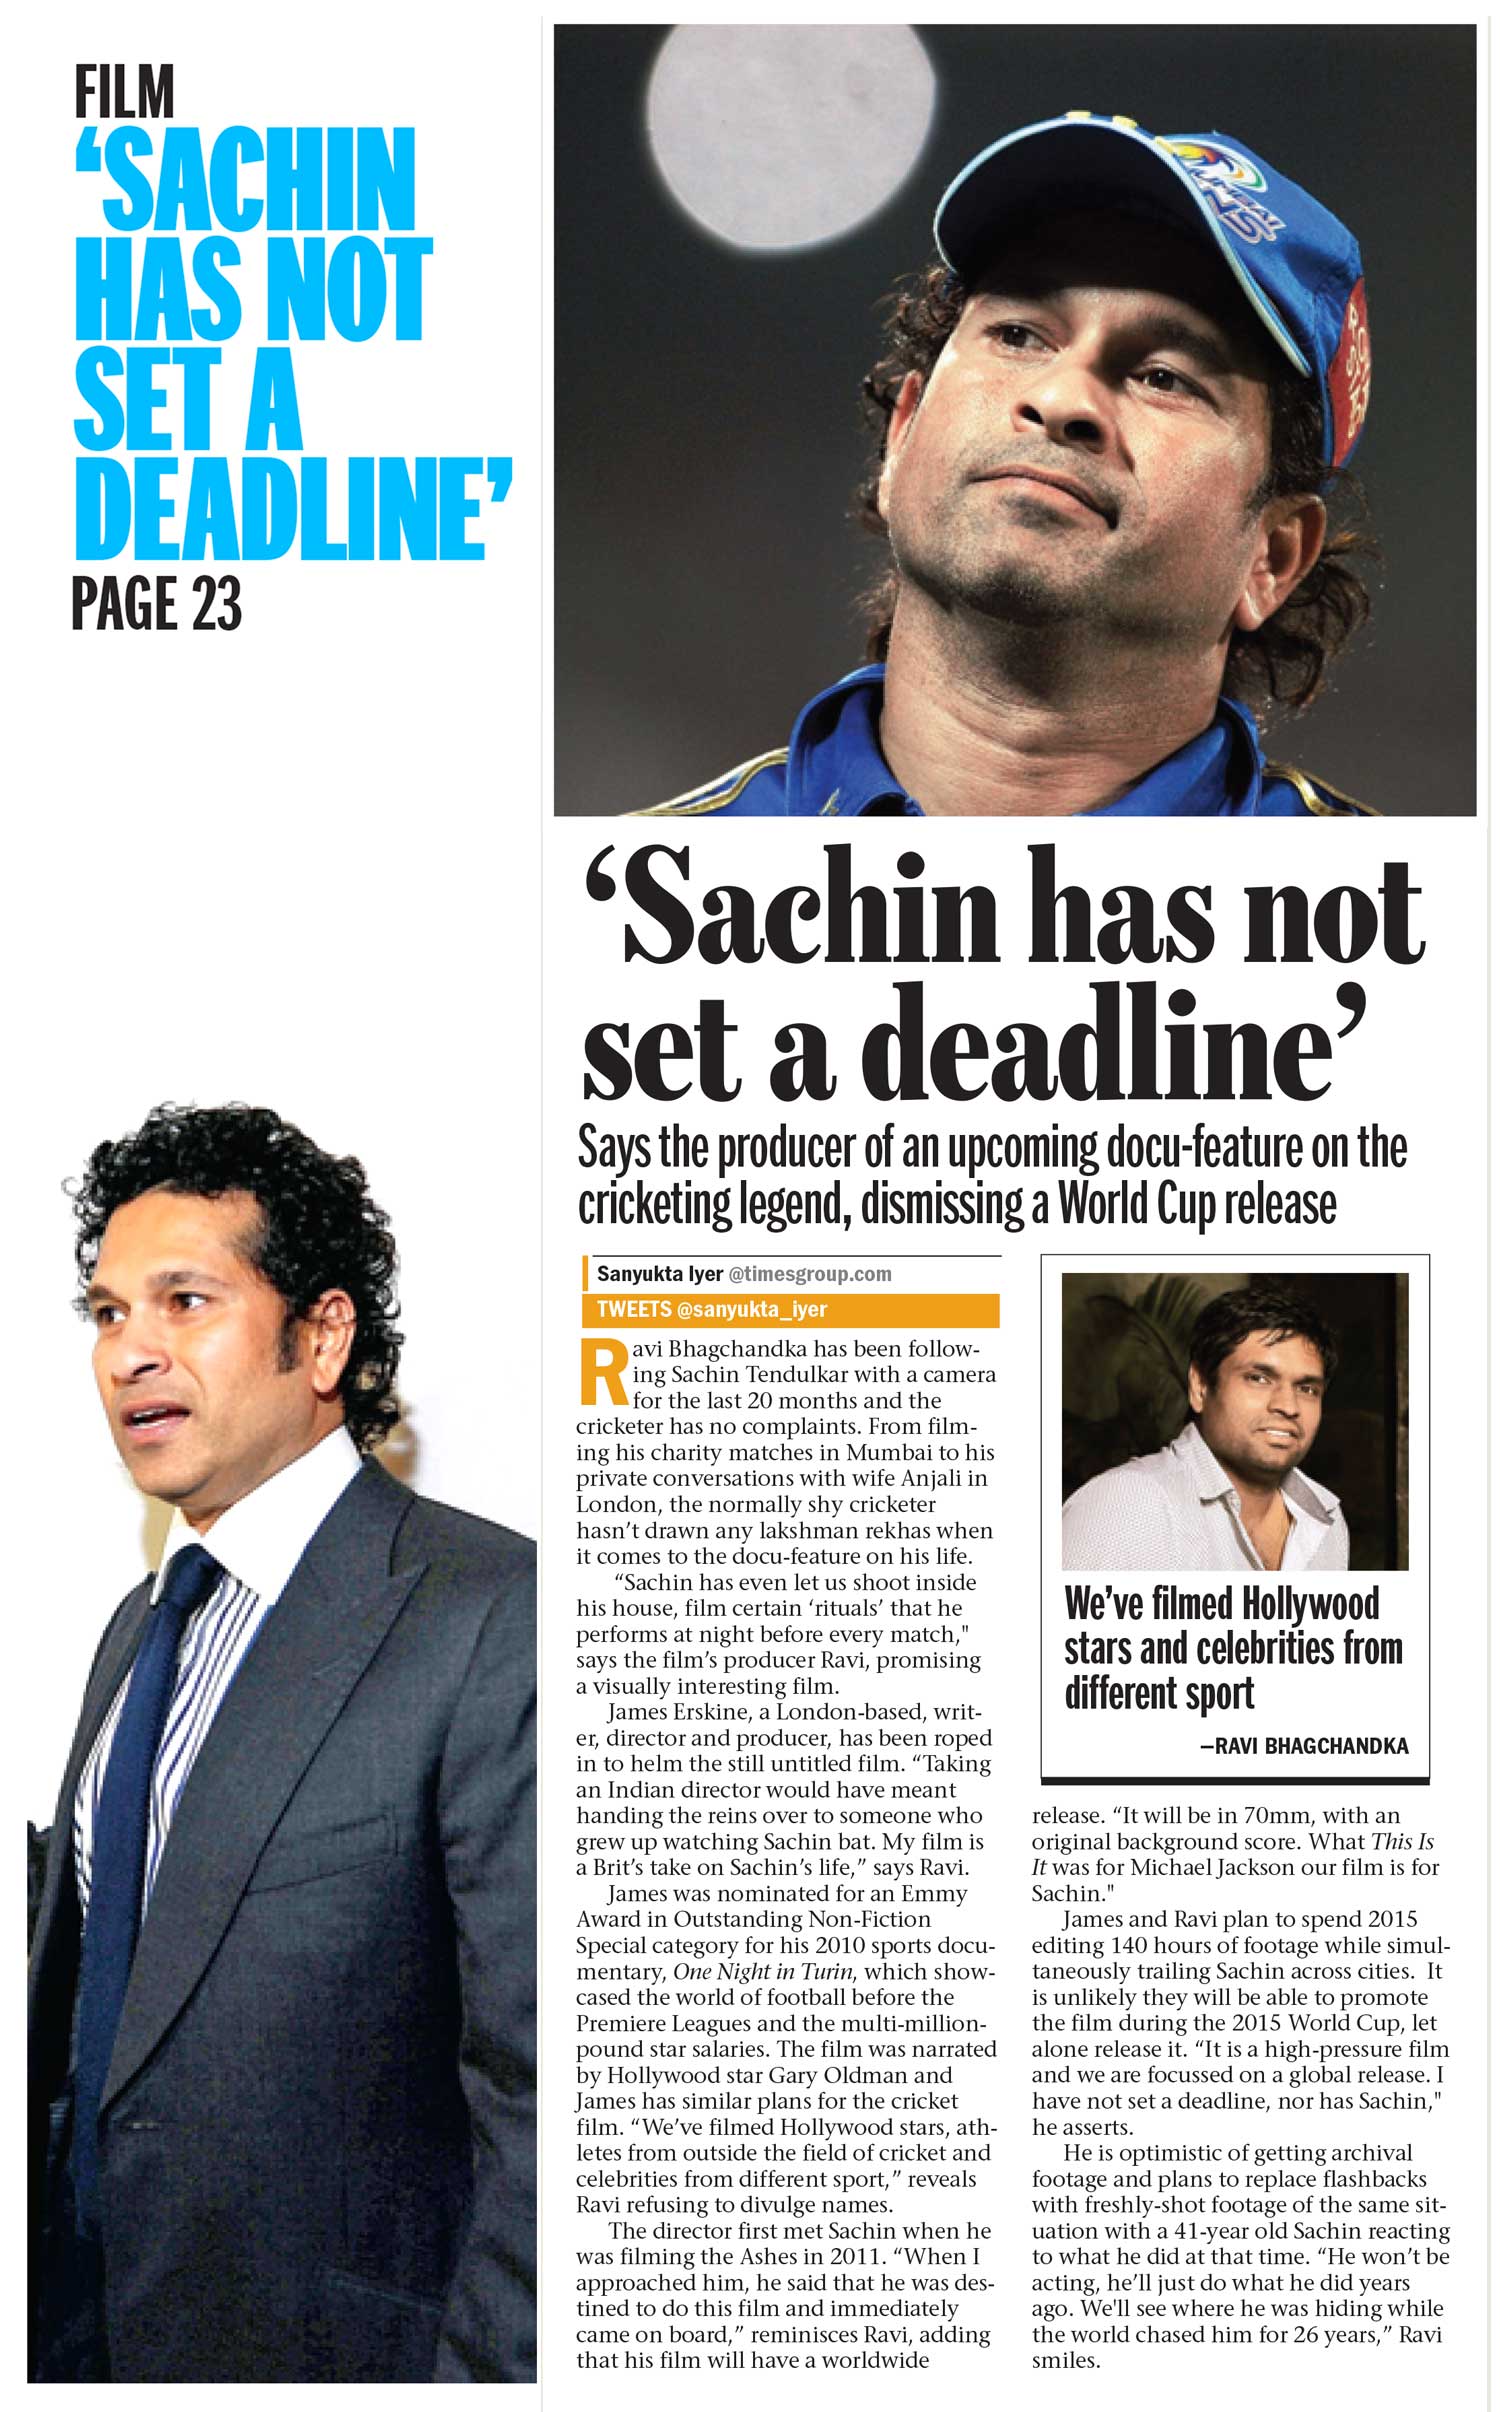 FILM
‘SACHIN
HAS NOT
SET A
DEADLINE’
PAGE 23
MUMBAI
‘Sachin has not
set a deadline’
Says the producer of an upcoming docu-feature on the
cricketing legend, dismissing a World Cup release
Sanyukta Iyer @timesgroup.com
TWEETS @sanyukta_iyer
Ravi Bhagchandka has been follow-
ing Sachin Tendulkar with a camera
for the last 20 months and the
cricketer has no complaints. From film-
ing his charity matches in Mumbai to his
private conversations with wife Anjali in
London, the normally shy cricketer
hasn’t drawn any lakshman rekhas when
it comes to the docu-feature on his life.
“Sachin has even let us shoot inside
his house, film certain ‘rituals’ that he
performs at night before every match,"
says the film’s producer Ravi, promising
a visually interesting film.
James Erskine, a London-based, writ-
er, director and producer, has been roped
in to helm the still untitled film. “Taking
an Indian director would have meant
handing the reins over to someone who
grew up watching Sachin bat. My film is
a Brit’s take on Sachin’s life,” says Ravi.
James was nominated for an Emmy
Award in Outstanding Non-Fiction
Special category for his 2010 sports docu-
mentary, One Night in Turin, which show-
cased the world of football before the
Premiere Leagues and the multi-million-
pound star salaries. The film was narrated
by Hollywood star Gary Oldman and
James has similar plans for the cricket
film. “We’ve filmed Hollywood stars, ath-
letes from outside the field of cricket and
celebrities from different sport,” reveals
Ravi refusing to divulge names.
The director first met Sachin when he
was filming the Ashes in 2011. “When I
approached him, he said that he was des-
tined to do this film and immediately
came on board,” reminisces Ravi, adding
that his film will have a worldwide
We’ve filmed Hollywood
stars and celebrities from
different sport
–RAVI BHAGCHANDKA
release. “It will be in 70mm, with an
original background score. What This Is
It was for Michael Jackson our film is for
Sachin."
James and Ravi plan to spend 2015
editing 140 hours of footage while simul-
taneously trailing Sachin across cities. It
is unlikely they will be able to promote
the film during the 2015 World Cup, let
alone release it. “It is a high-pressure film
and we are focussed on a global release. I
have not set a deadline, nor has Sachin,"
he asserts.
He is optimistic of getting archival
footage and plans to replace flashbacks
with freshly-shot footage of the same sit-
uation with a 41-year old Sachin reacting
to what he did at that time. “He won’t be
acting, he’ll just do what he did years
ago. We'll see where he was hiding while
the world chased him for 26 years,” Ravi
smiles.